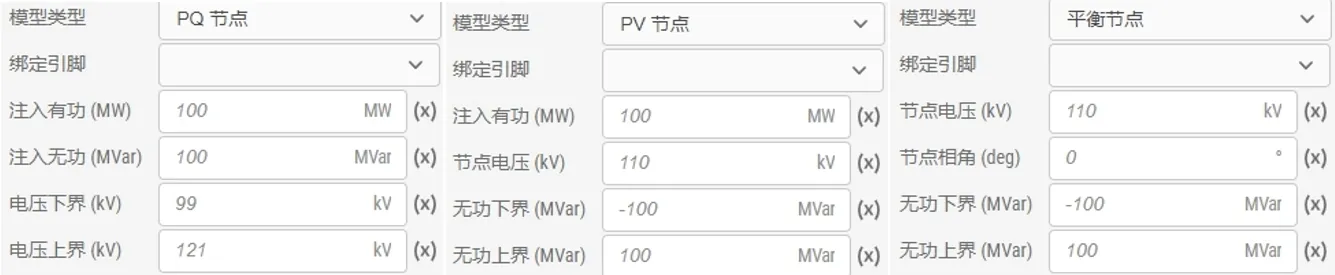 模型类型 PQ 节点
绑定引脚
注入有功 (MW) 100 MW (x)
注入无功 (MVar) 100 MVar (x)
电压下界 (kV) 99 kV (x)
电压上界 (kV) 121 kV (x)
模型类型 PV 节点
绑定引脚
注入有功 (MW) 100 MW (x)
节点电压 (kV) 110 kV (x)
无功下界 (MVar) -100 MVar (x)
无功上界 (MVar) 100 MVar (x)
模型类型 平衡节点
绑定引脚
节点电压 (kV) 110 kV (x)
节点相角 (deg) 0 ° (x)
无功下界 (MVar) -100 MVar (x)
无功上界 (MVar) 100 MVar (x)